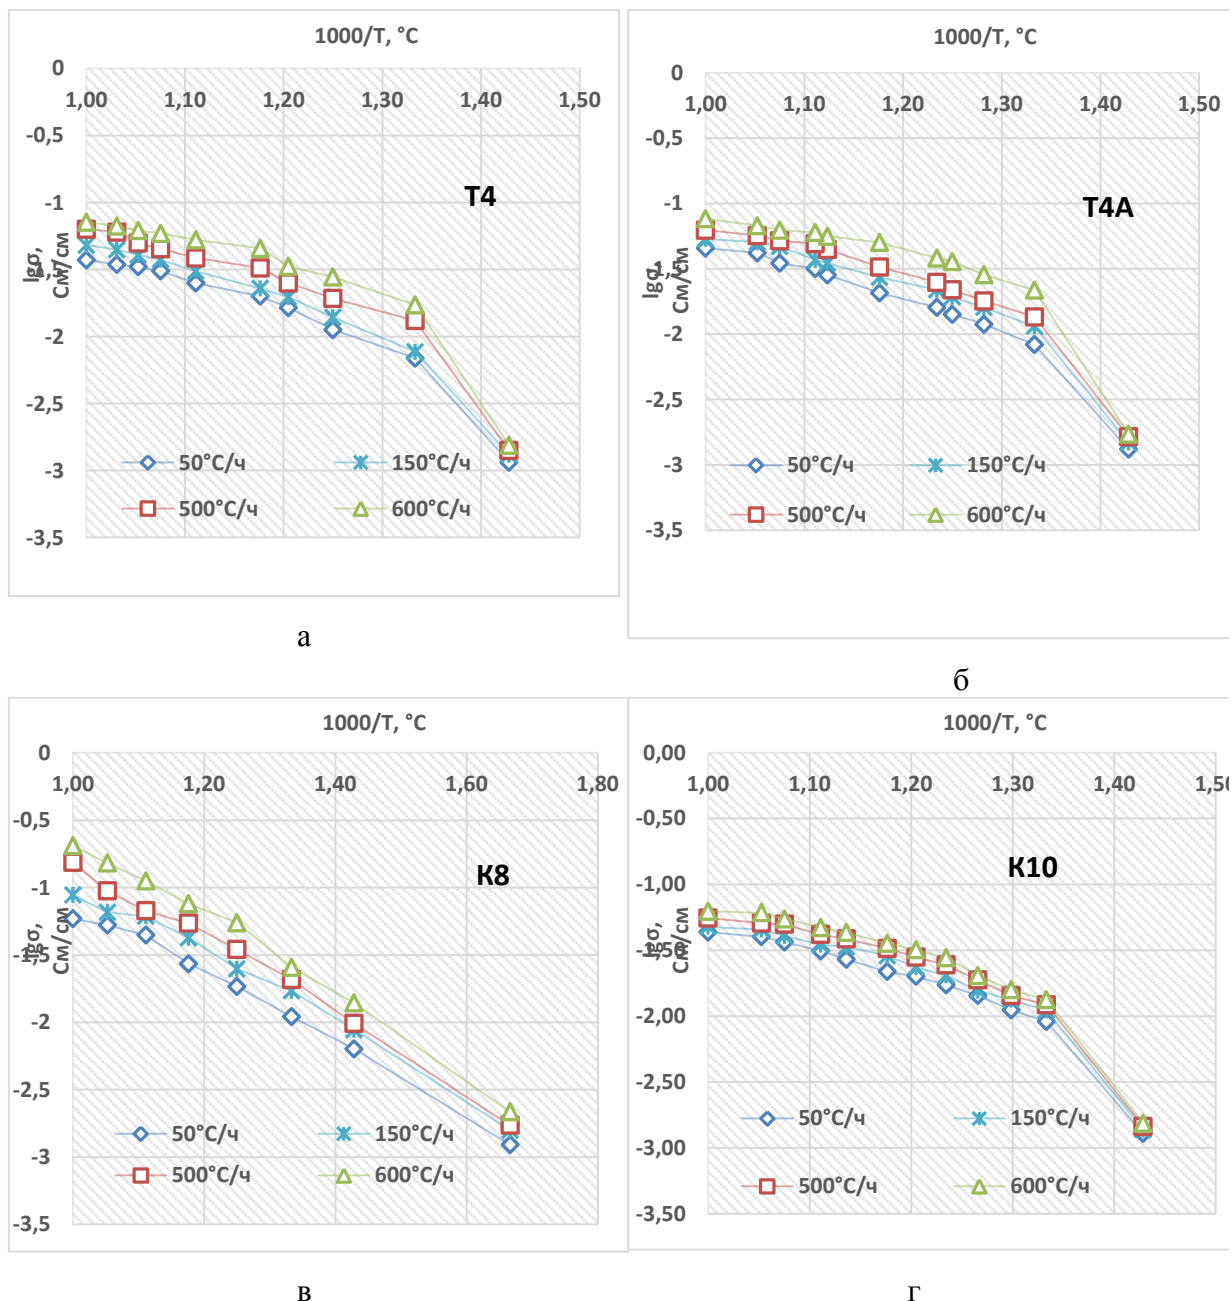 1000/T, °C
0
1,00 1,10 1,20 1,30 1,40 1,50
-0,5
-1
T4
lgσ,
См/см
-1,5
-2
-2,5
50°C/ч 150°C/ч
-3
500°C/ч 600°C/ч
-3,5
а
1000/T, °C
0
1,00 1,10 1,20 1,30 1,40 1,50
-0,5
-1
T4A
lgσ,
См/см
-1,5
-2
-2,5
-3
50°C/ч 150°C/ч
500°C/ч 600°C/ч
-3,5
б
1000/T, °C
0
1,00 1,20 1,40 1,60 1,80
-0,5
К8
-1
lgσ,
См/см
-1,5
-2
-2,5
50°C/ч 150°C/ч
-3
500°C/ч 600°C/ч
-3,5
в
1000/T, °C
0,00
1,00 1,10 1,20 1,30 1,40 1,50
-0,50
К10
-1,00
lgσ,
См/см
-1,50
-2,00
-2,50
50°C/ч 150°C/ч
-3,00
500°C/ч 600°C/ч
-3,50
г